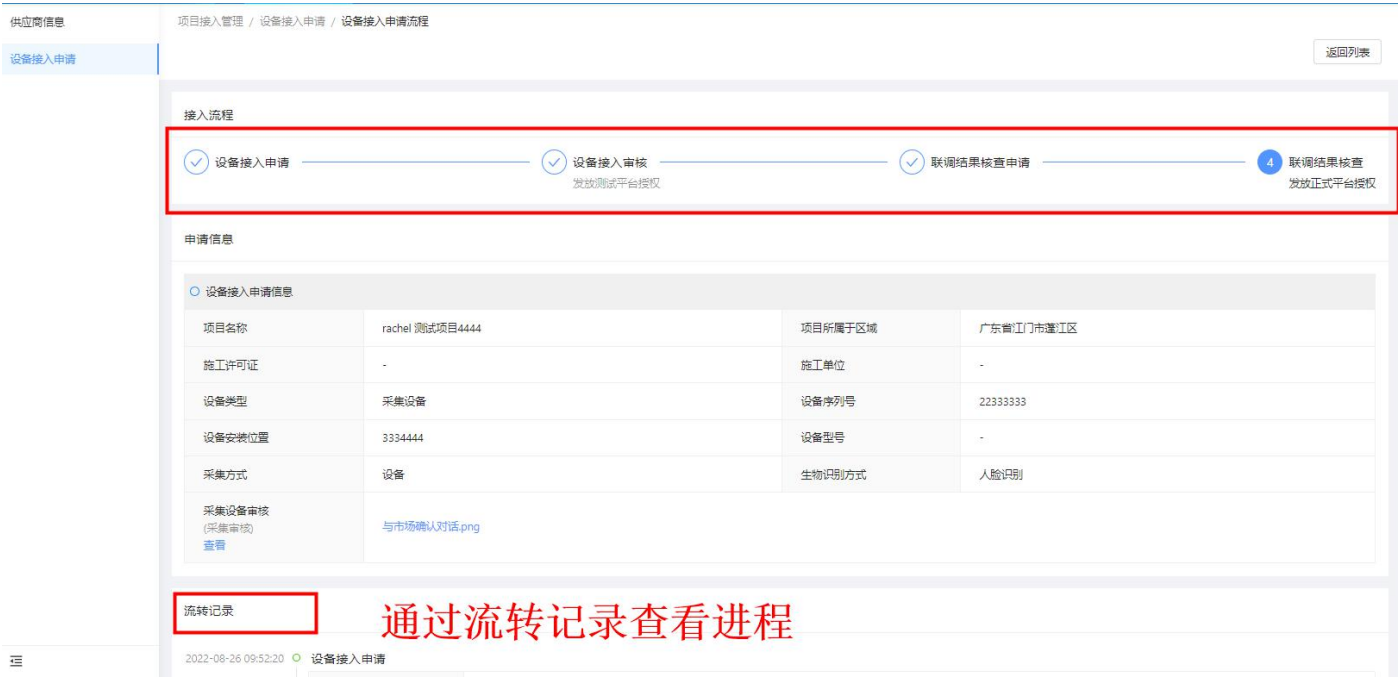 供应商信息
项目接入管理 / 设备接入申请 / 设备接入申请流程
设备接入申请
返回列表
接入流程
设备接入申请
设备接入审核
联调结果核查申请
4 联调结果核查
发放测试平台授权
发放正式平台授权
申请信息
设备接入申请信息
项目名称 rachel 测试项目4444 项目所属于区域 广东省江门市蓬江区
施工许可证 - 施工单位 -
设备类型 采集设备 设备序列号 22333333
设备安装位置 3334444 设备型号 -
采集方式 设备 生物识别方式 人脸识别
采集设备审核
(采集审核)
查看
与市场确认对话.png
流转记录
通过流转记录查看进程
2022-08-26 09:52:20 设备接入申请